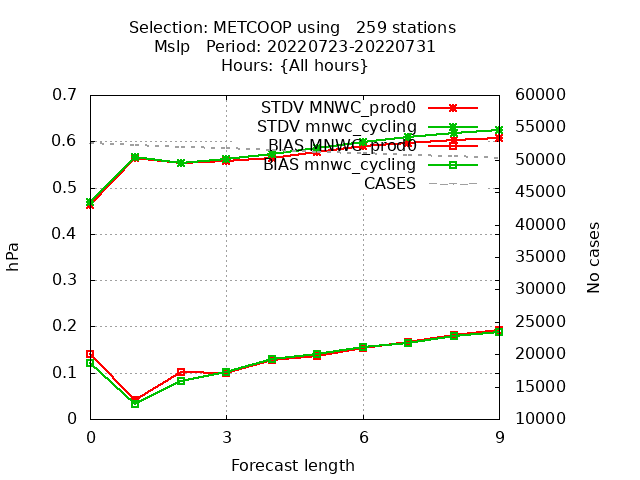 Selection: METCOOP using   259 stations
Mslp   Period: 20220723-20220731
Hours: {All hours}
0.7
0.6
0.5
0.4
0.3
0.2
0.1
0
60000
55000
50000
45000
40000
35000
30000
25000
20000
15000
10000
STDV MNWC_prod0
STDV mnwc_cycling
BIAS MNWC_prod0
BIAS mnwc_cycling
CASES
hPa
No cases
0 3 6 9
Forecast length